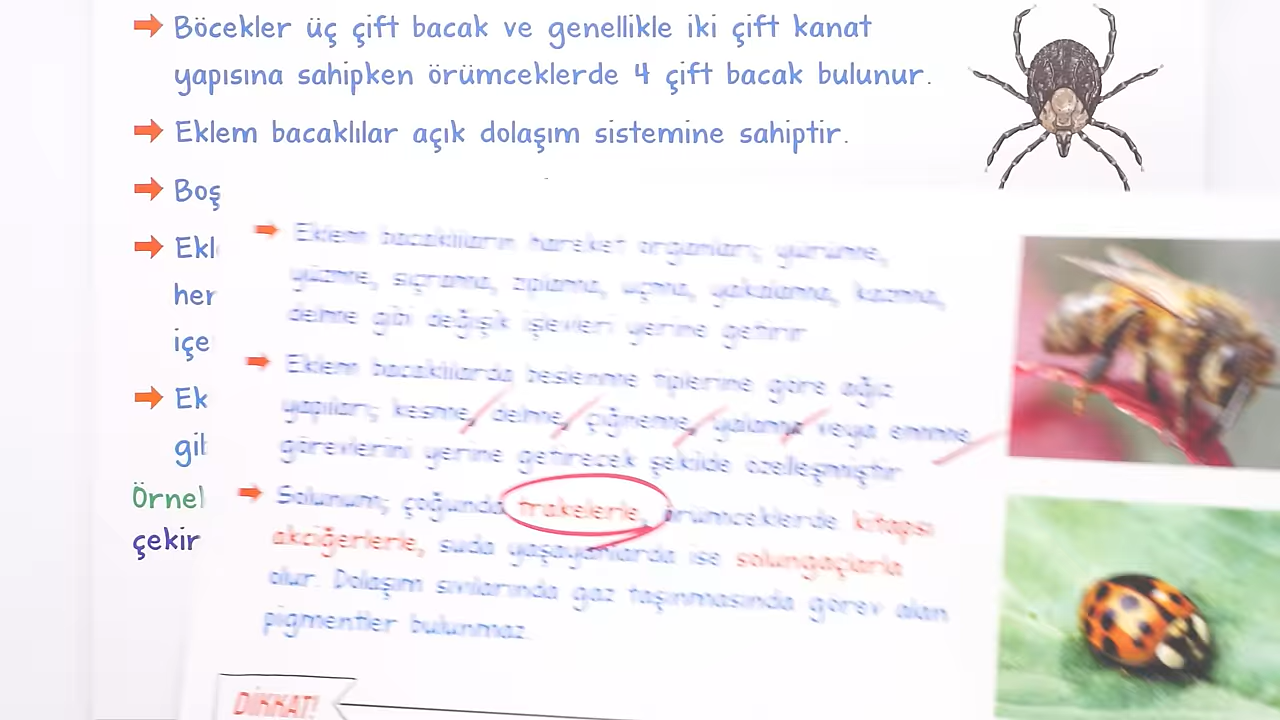 Böcekler üç çift bacak ve genellikle iki çift kanat
yapısına sahipken örümceklerde 4 çift bacak bulunur.
Eklem bacaklılar açık dolaşım sistemine sahiptir.
Boş
Ekl
her
içe
Ek
gib
Örnel
çekir
Eklem bacaklıların hareket organları; yürüme,
yüzme, sıçrama, zıplama, uçma, yakalama, kazma,
delme gibi değişik işlevleri yerine getirir
Eklem bacaklılarda beslenme tiplerine göre ağız
yapıları; kesme, delme, çiğneme, yalama veya emme
görevlerini yerine getirecek şekilde özelleşmiştir
Solunum; çoğunda trakelerle, örümceklerde kitapsı
akciğerlerle, suda yaşayanlarda ise solungaçlarla
olur. Dolaşım sıvılarında gaz taşınmasında görev alan
pigmentler bulunmaz.
DİKKAT!